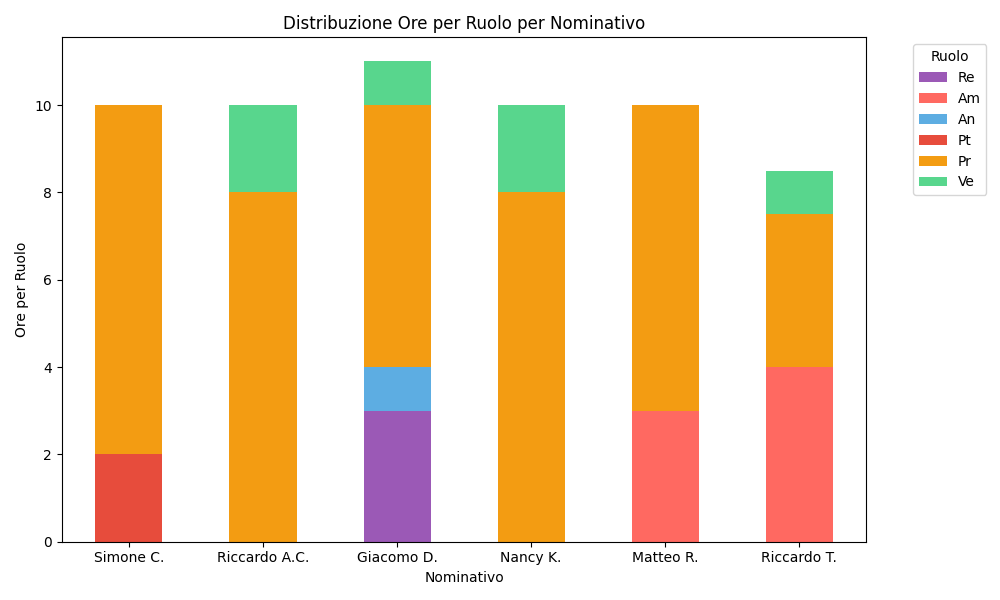 Distribuzione Ore per Ruolo per Nominativo
Ruolo
Re
Am
An
Pt
Pr
Ve
Ore per Ruolo
10
8
6
4
2
0
Simone C. Riccardo A.C. Giacomo D. Nancy K. Matteo R. Riccardo T.
Nominativo